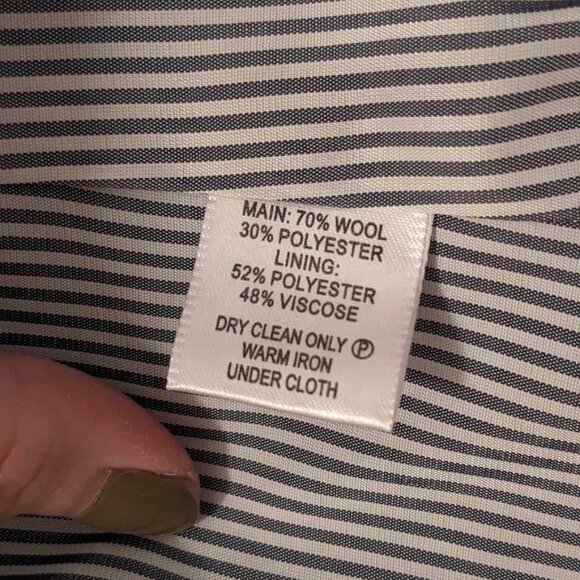 MAIN: 70% WOOL
30% POLYESTER
LINING:
52% POLYESTER
48% VISCOSE
DRY CLEAN ONLY Ⓟ
WARM IRON
UNDER CLOTH